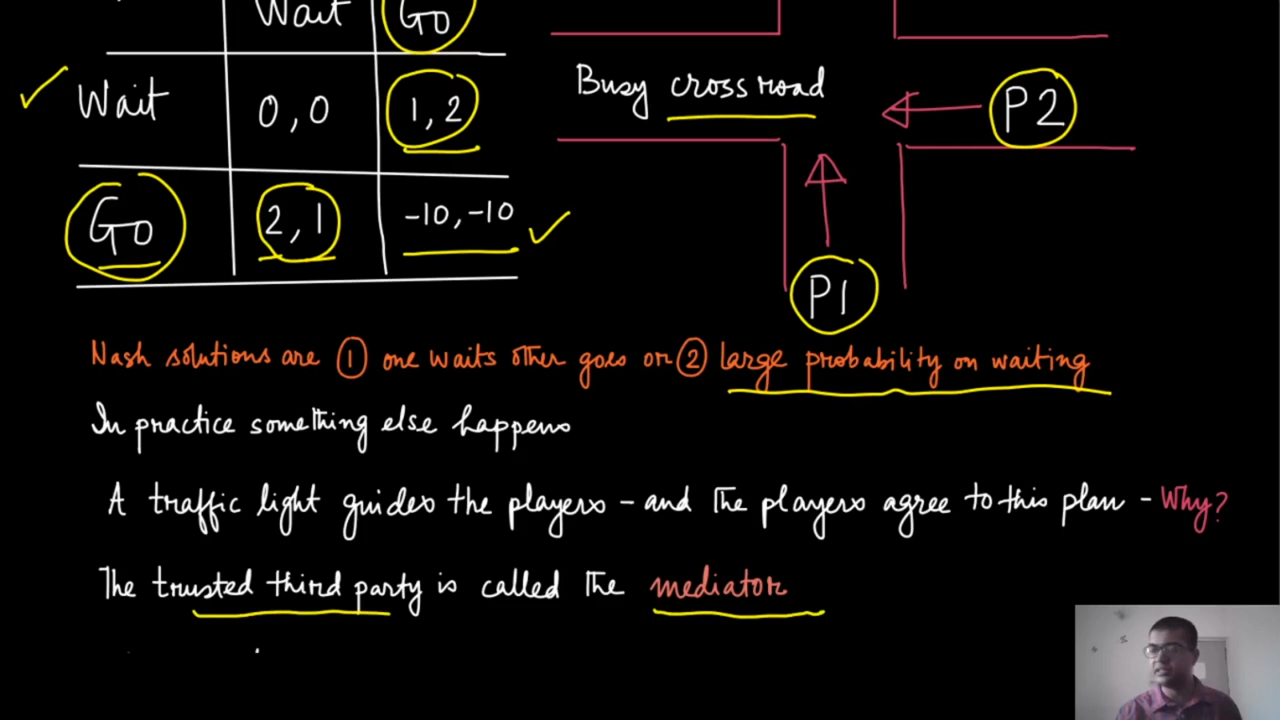 Wait Go
Wait 0,0 1,2
Go 2,1 -10,-10
Busy crossroad
P2
P1
Nash solutions are ① one waits other goes or ② large probability on waiting
In practice something else happens
A traffic light guides the players - and the players agree to this plan - Why?
The trusted third party is called the mediator